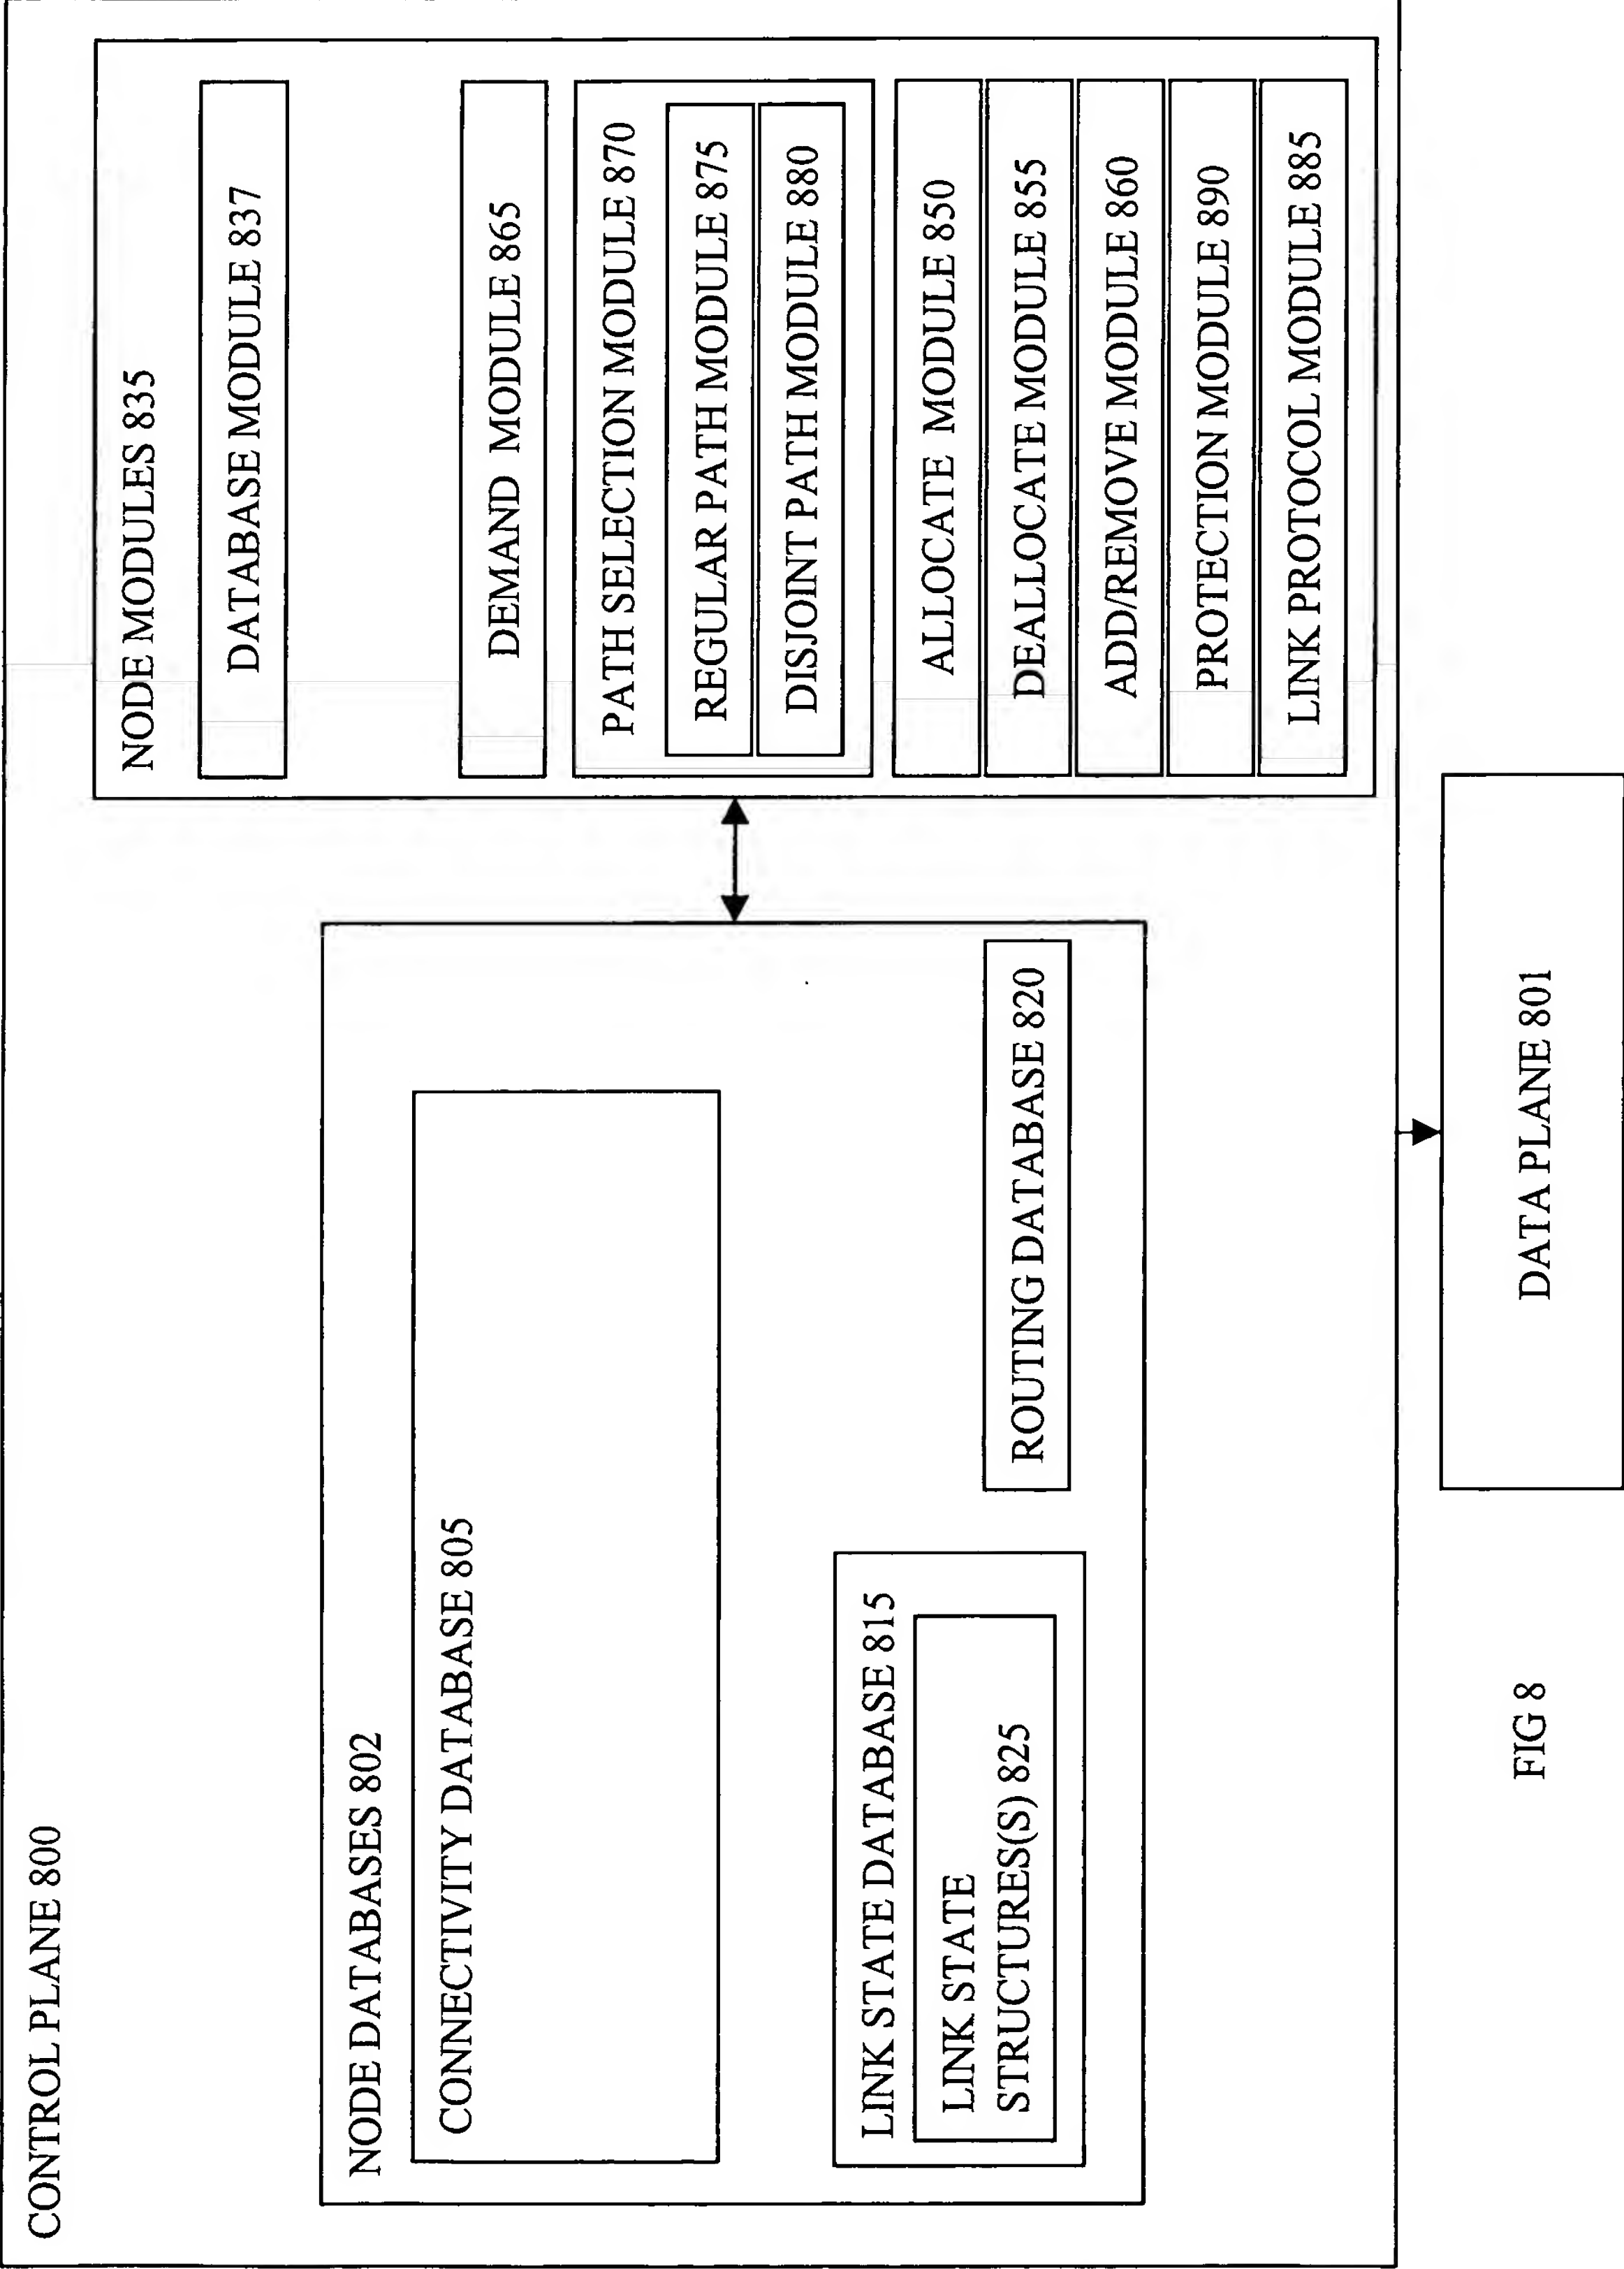 CONTROL PLANE 800
NODE DATABASES 802
CONNECTIVITY DATABASE 805
LINK STATE DATABASE 815
LINK STATE
STRUCTURES(S) 825
ROUTING DATABASE 820
NODE MODULES 835
DATABASE MODULE 837
DEMAND MODULE 865
PATH SELECTION MODULE 870
REGULAR PATH MODULE 875
DISJOINT PATH MODULE 880
ALLOCATE MODULE 850
DEALLOCATE MODULE 855
ADD/REMOVE MODULE 860
PROTECTION MODULE 890
LINK PROTOCOL MODULE 885
DATA PLANE 801
FIG 8